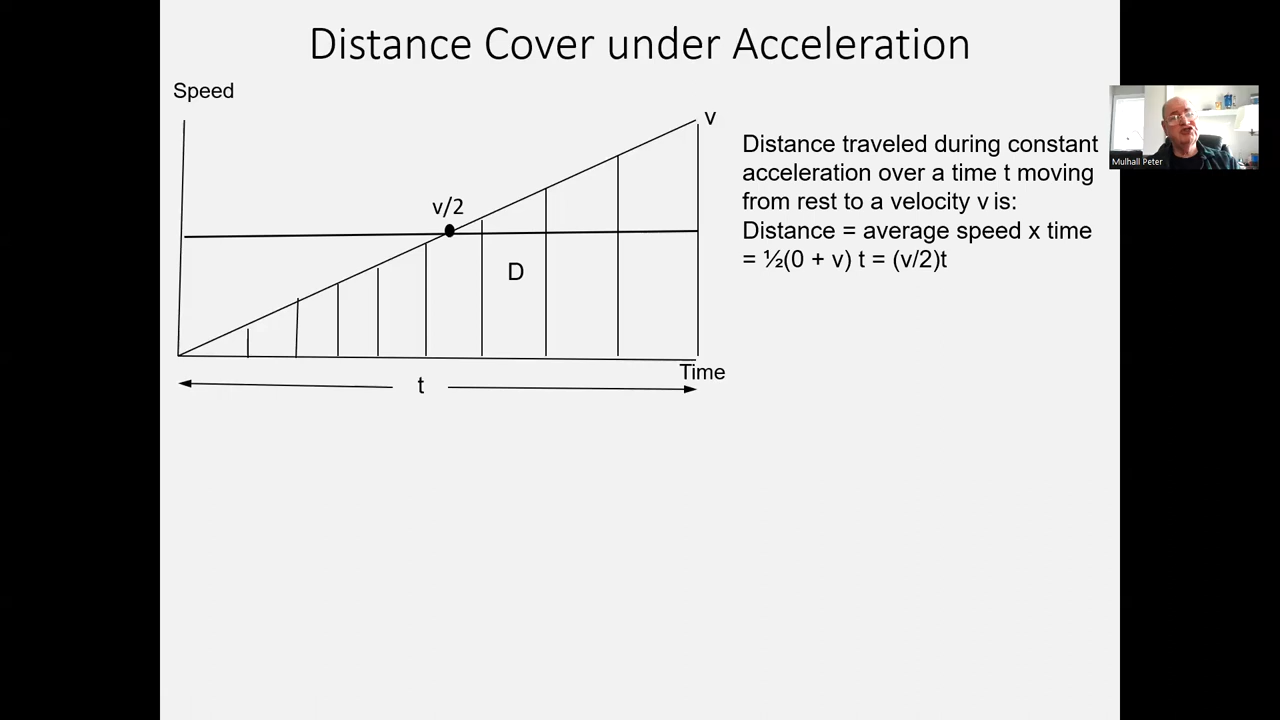 Distance Cover under Acceleration
Speed
v
v/2
D
Time
t
Distance traveled during constant
acceleration over a time t moving
from rest to a velocity v is:
Distance = average speed x time
= ½(0 + v) t = (v/2)t
Mulhall Peter